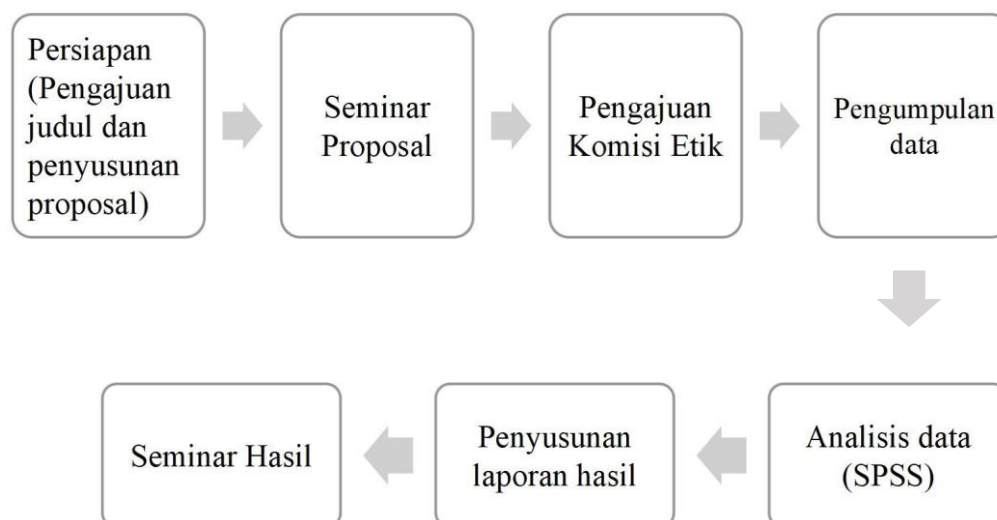 Persiapan
(Pengajuan
judul dan
penyusunan
proposal)
Seminar
Proposal
Pengajuan
Komisi Etik
Pengumpulan
data
Analisis data
(SPSS)
Penyusunan
laporan hasil
Seminar Hasil